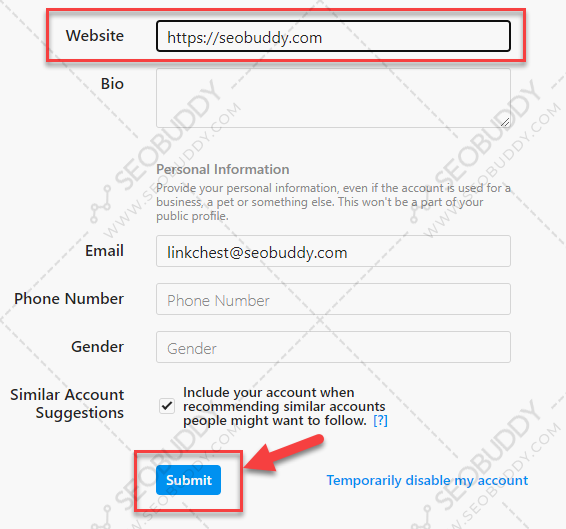 Website https://seobuddy.com
Bio
Personal Information
Provide your personal information, even if the account is used for a
business, a pet or something else. This won't be a part of your
public profile.
Email linkchest@seobuddy.com
Phone Number Phone Number
Gender Gender
Similar Account
Suggestions
Include your account when
recommending similar accounts
people might want to follow. [?]
Submit Temporarily disable my account
SEOBUDDY
WWW.SEOBUDDY.COM